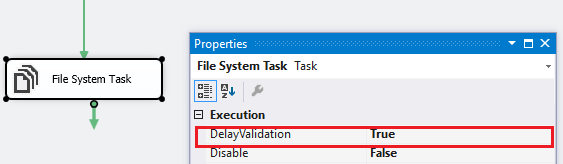 File System Task
Properties
File System Task Task
Execution
DelayValidation True
Disable False